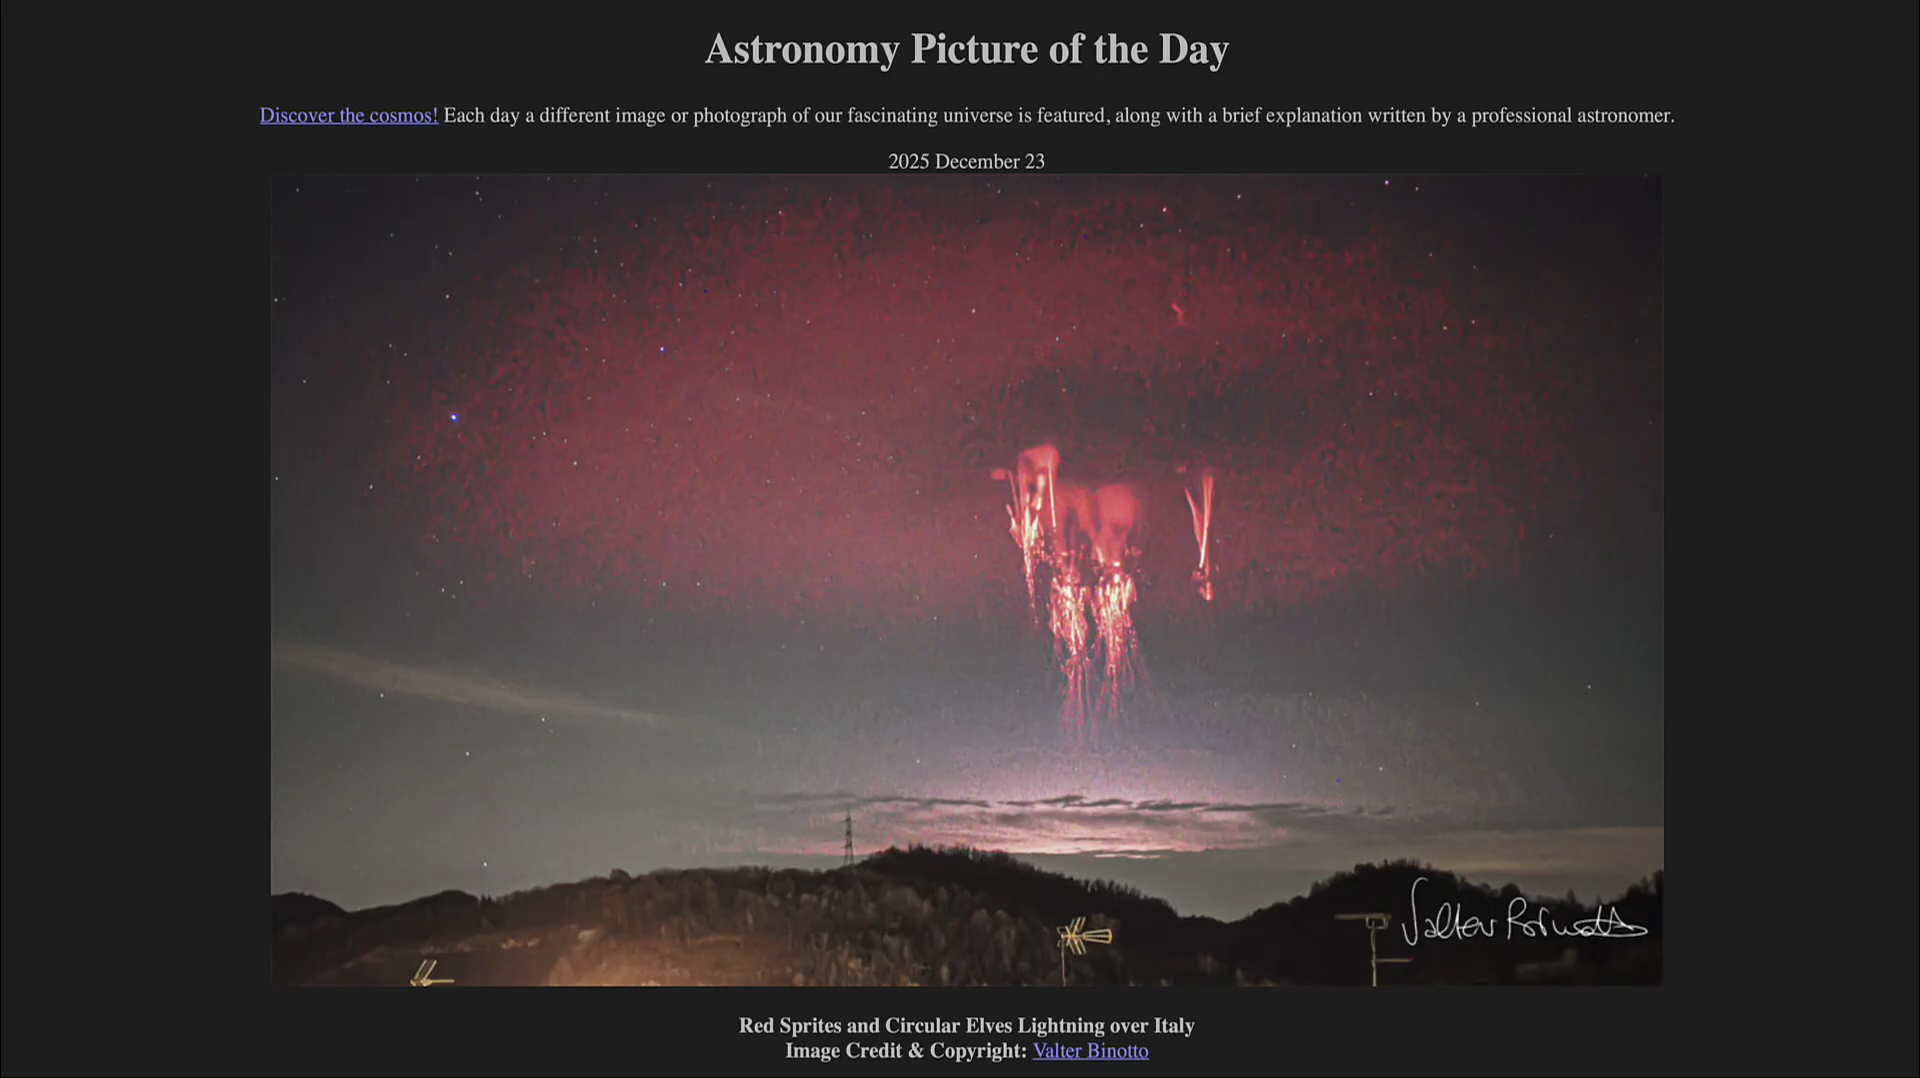 Astronomy Picture of the Day
Discover the cosmos! Each day a different image or photograph of our fascinating universe is featured, along with a brief explanation written by a professional astronomer.
2025 December 23
Valter Binotto
Red Sprites and Circular Elves Lightning over Italy
Image Credit & Copyright: Valter Binotto